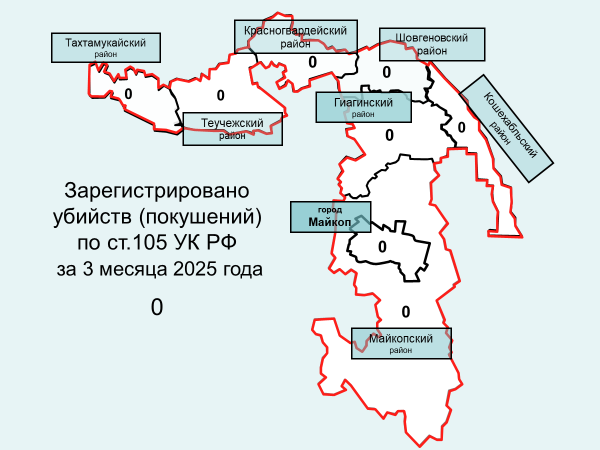 Тахтамукайский
район
Красногвардейский
район
Шовгеновский
район
0
0
0
0
Теучежский
район
Гиагинский
район
Кошехабльский
район
0
0
Зарегистрировано
убийств (покушений)
по ст.105 УК РФ
за 3 месяца 2025 года
0
город
Майкоп
0
0
Майкопский
район